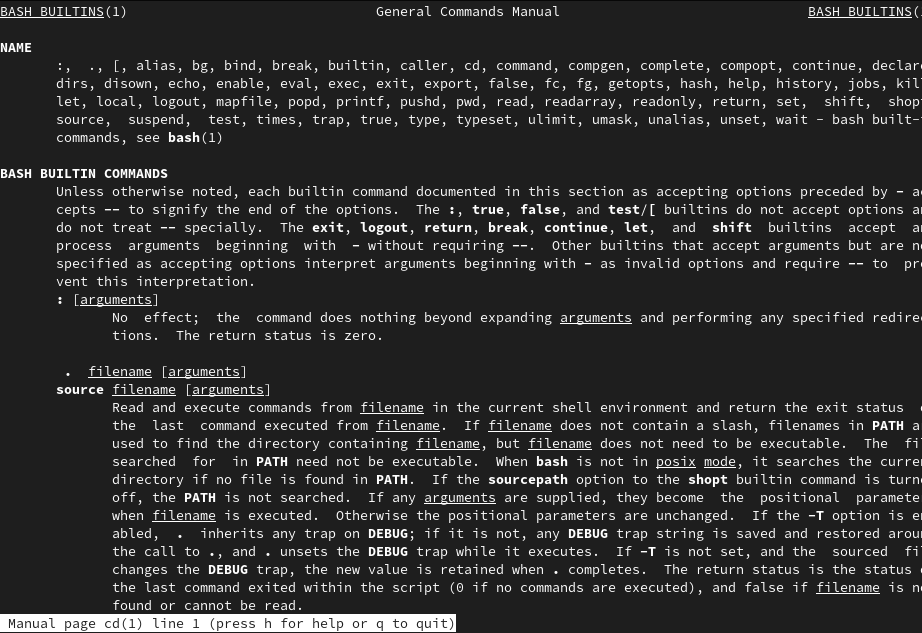 BASH_BUILTINS(1) General Commands Manual BASH_BUILTINS(
NAME
:, ., [, alias, bg, bind, break, builtin, caller, cd, command, compgen, complete, compopt, continue, declar
dirs, disown, echo, enable, eval, exec, exit, export, false, fc, fg, getopts, hash, help, history, jobs, kil
let, local, logout, mapfile, popd, printf, pushd, pwd, read, readarray, readonly, return, set, shift, shop
source, suspend, test, times, trap, true, type, typeset, ulimit, umask, unalias, unset, wait - bash built-
commands, see bash(1)
BASH BUILTIN COMMANDS
Unless otherwise noted, each builtin command documented in this section as accepting options preceded by - a
cepts -- to signify the end of the options. The :, true, false, and test/[ builtins do not accept options a
do not treat -- specially. The exit, logout, return, break, continue, let, and shift builtins accept a
process arguments beginning with - without requiring --. Other builtins that accept arguments but are n
specified as accepting options interpret arguments beginning with - as invalid options and require -- to pr
vent this interpretation.
: [arguments]
No effect; the command does nothing beyond expanding arguments and performing any specified redire
tions. The return status is zero.
. filename [arguments]
source filename [arguments]
Read and execute commands from filename in the current shell environment and return the exit status
the last command executed from filename. If filename does not contain a slash, filenames in PATH a
used to find the directory containing filename, but filename does not need to be executable. The fi
searched for in PATH need not be executable. When bash is not in posix mode, it searches the curre
directory if no file is found in PATH. If the sourcepath option to the shopt builtin command is turn
off, the PATH is not searched. If any arguments are supplied, they become the positional paramete
when filename is executed. Otherwise the positional parameters are unchanged. If the -T option is e
abled, . inherits any trap on DEBUG; if it is not, any DEBUG trap string is saved and restored arou
the call to ., and . unsets the DEBUG trap while it executes. If -T is not set, and the sourced fi
changes the DEBUG trap, the new value is retained when . completes. The return status is the status
the last command exited within the script (0 if no commands are executed), and false if filename is n
found or cannot be read.
Manual page cd(1) line 1 (press h for help or q to quit)